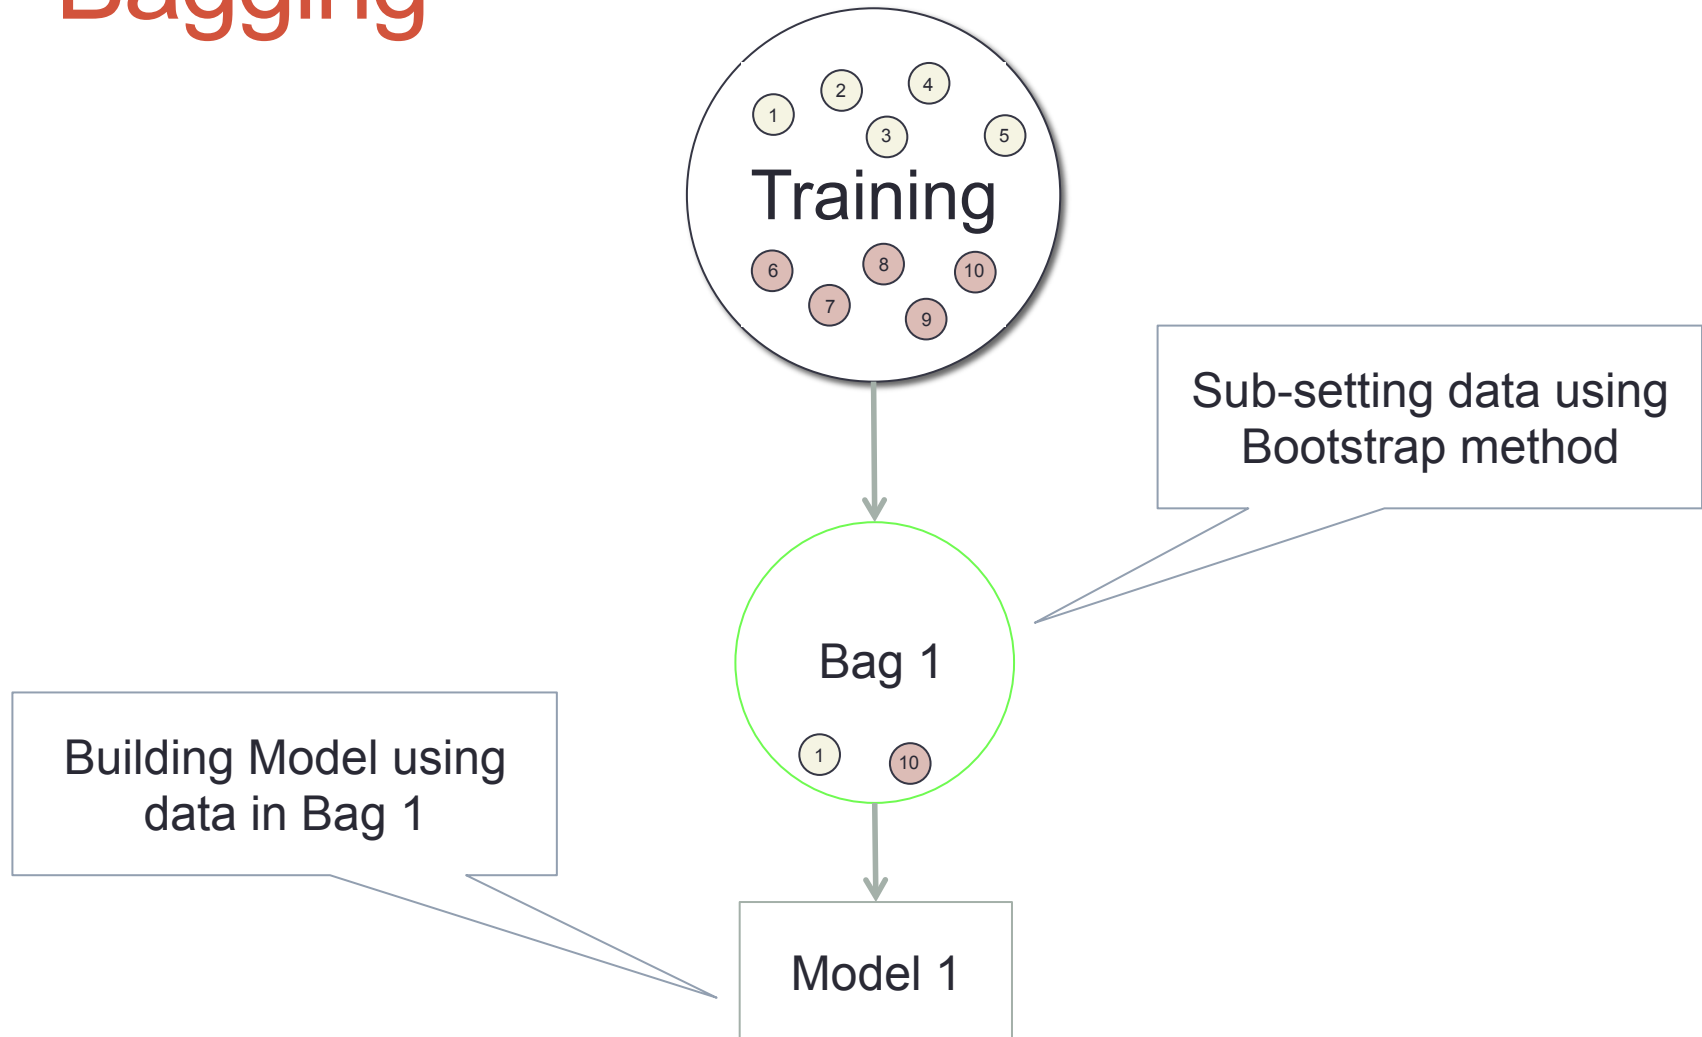 Bagging
1
2
4
3
5
Training
6
8
10
7
9
Sub-setting data using
Bootstrap method
Bag 1
1
10
Building Model using
data in Bag 1
Model 1